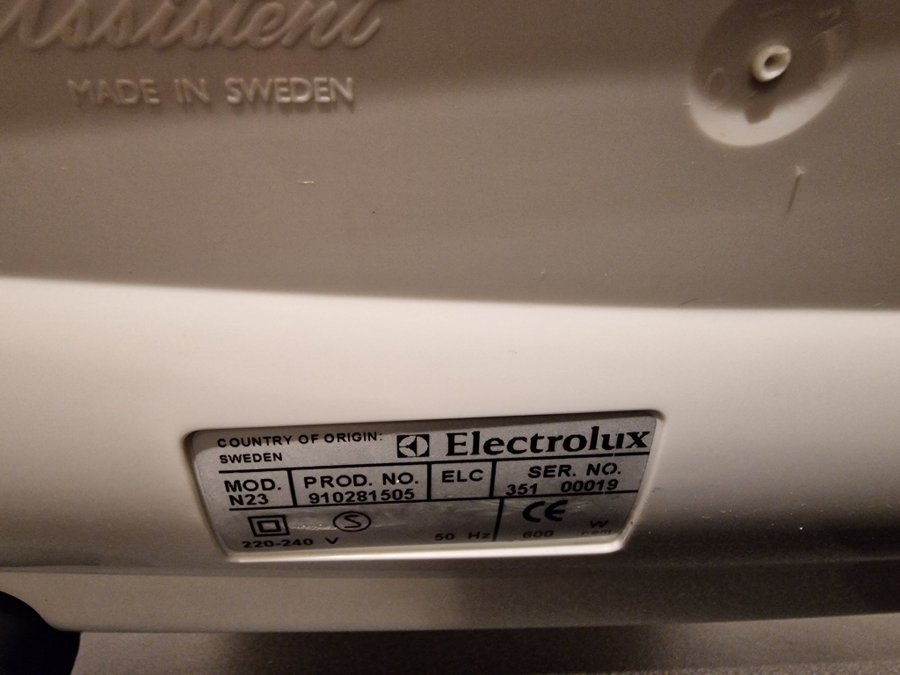 Assistent
MADE IN SWEDEN
COUNTRY OF ORIGIN:
SWEDEN
Electrolux
MOD.
N23
PROD. NO.
910281505
ELC
SER. NO.
351 00019
S
CE
220-240 V
50 Hz
600 W